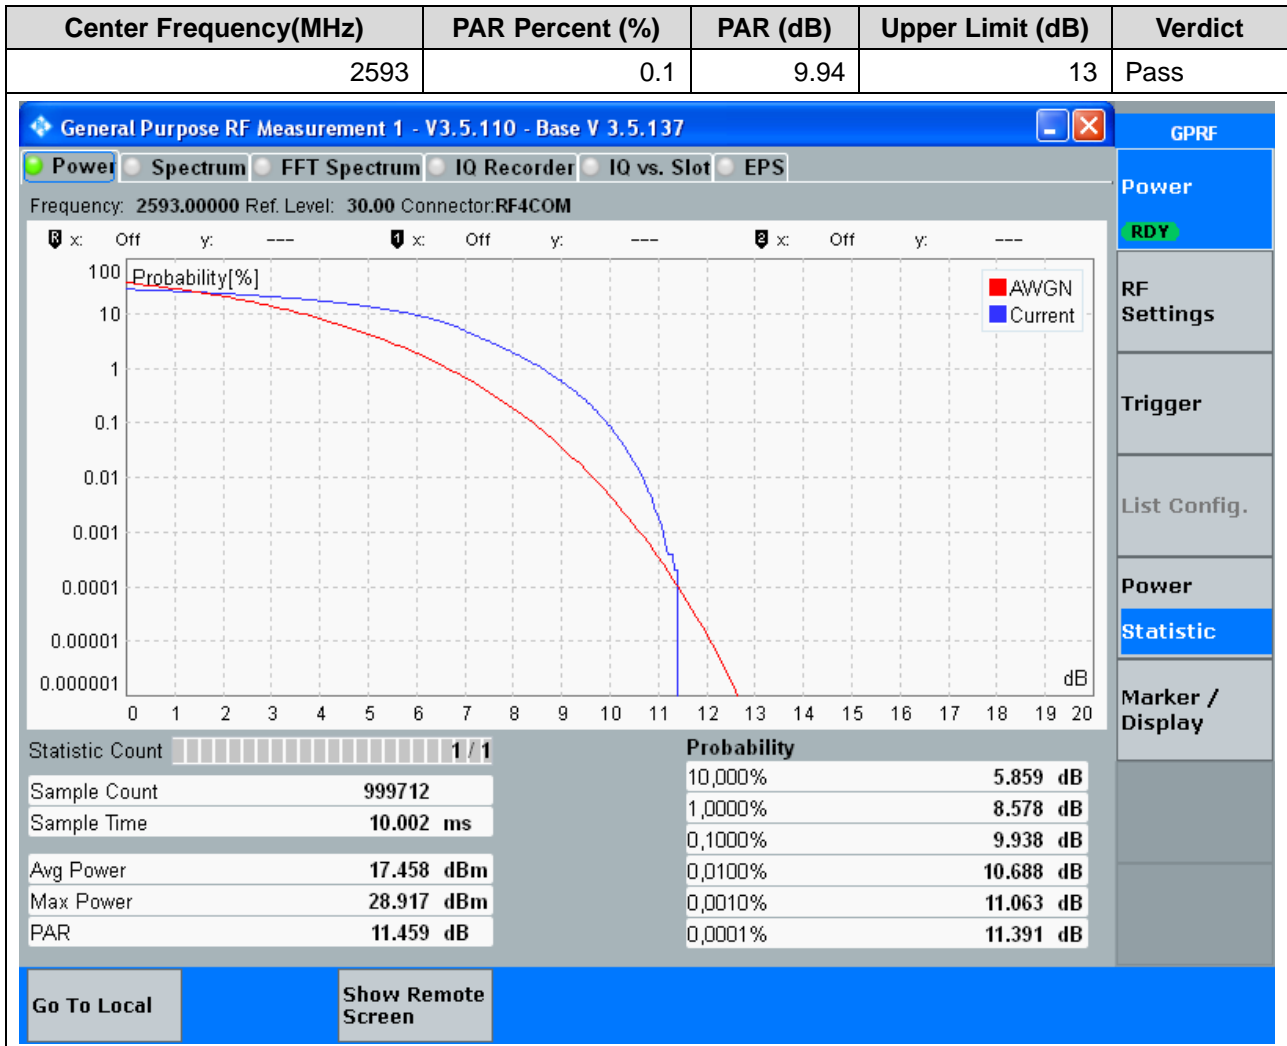 Center Frequency(MHz) PAR Percent (%) PAR (dB) Upper Limit (dB) Verdict
2593 0.1 9.94 13 Pass
General Purpose RF Measurement 1 - V3.5.110 - Base V 3.5.137
GPRF
Power Spectrum FFT Spectrum IQ Recorder IQ vs. Slot EPS
Power
RDY
Frequency: 2593.00000 Ref. Level: 30.00 Connector:RF4COM
R x: Off y: --- 1 x: Off y: --- 2 x: Off y: ---
Probability[%]
AWGN
Current
100
10
1
0.1
0.01
0.001
0.0001
0.00001
0.000001
dB
0 1 2 3 4 5 6 7 8 9 10 11 12 13 14 15 16 17 18 19 20
RF
Settings
Trigger
List Config.
Power
Statistic
Marker /
Display
Statistic Count 1 / 1
Sample Count 999712
Sample Time 10.002 ms
Avg Power 17.458 dBm
Max Power 28.917 dBm
PAR 11.459 dB
Probability
10,000% 5.859 dB
1,0000% 8.578 dB
0,1000% 9.938 dB
0,0100% 10.688 dB
0,0010% 11.063 dB
0,0001% 11.391 dB
Go To Local
Show Remote
Screen